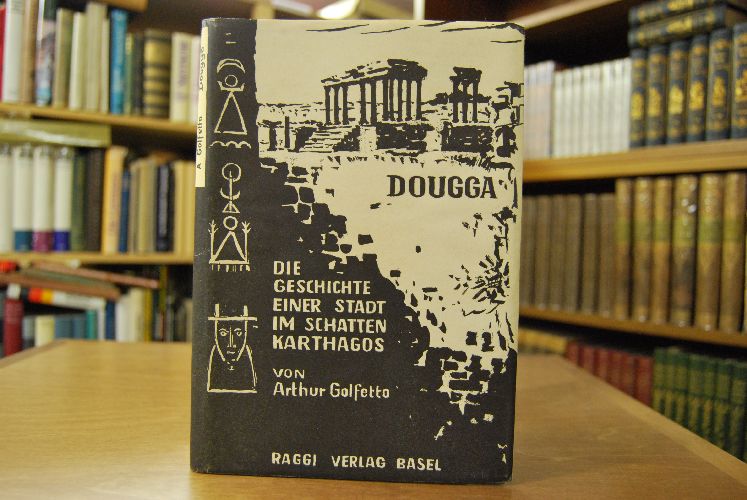 A. Golfetto Dougga
DOUGGA
DIE
GESCHICHTE
EINER STADT
IM SCHATTEN
KARTHAGOS
VON
Arthur Golfetto
RAGGI VERLAG BASEL